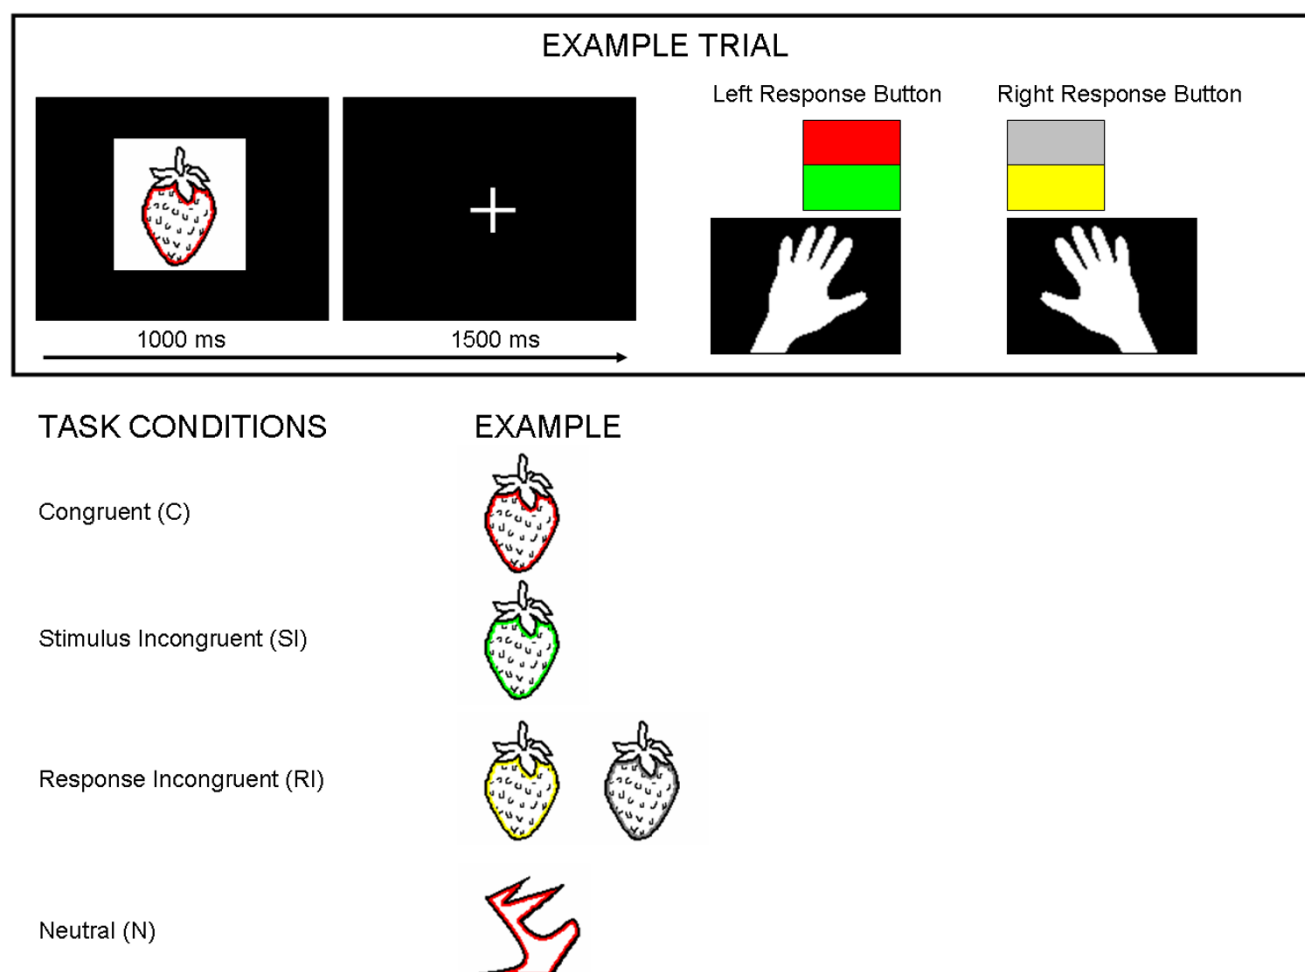 EXAMPLE TRIAL
Left Response Button
Right Response Button
1000 ms
1500 ms
TASK CONDITIONS
EXAMPLE
Congruent (C)
Stimulus Incongruent (SI)
Response Incongruent (RI)
Neutral (N)